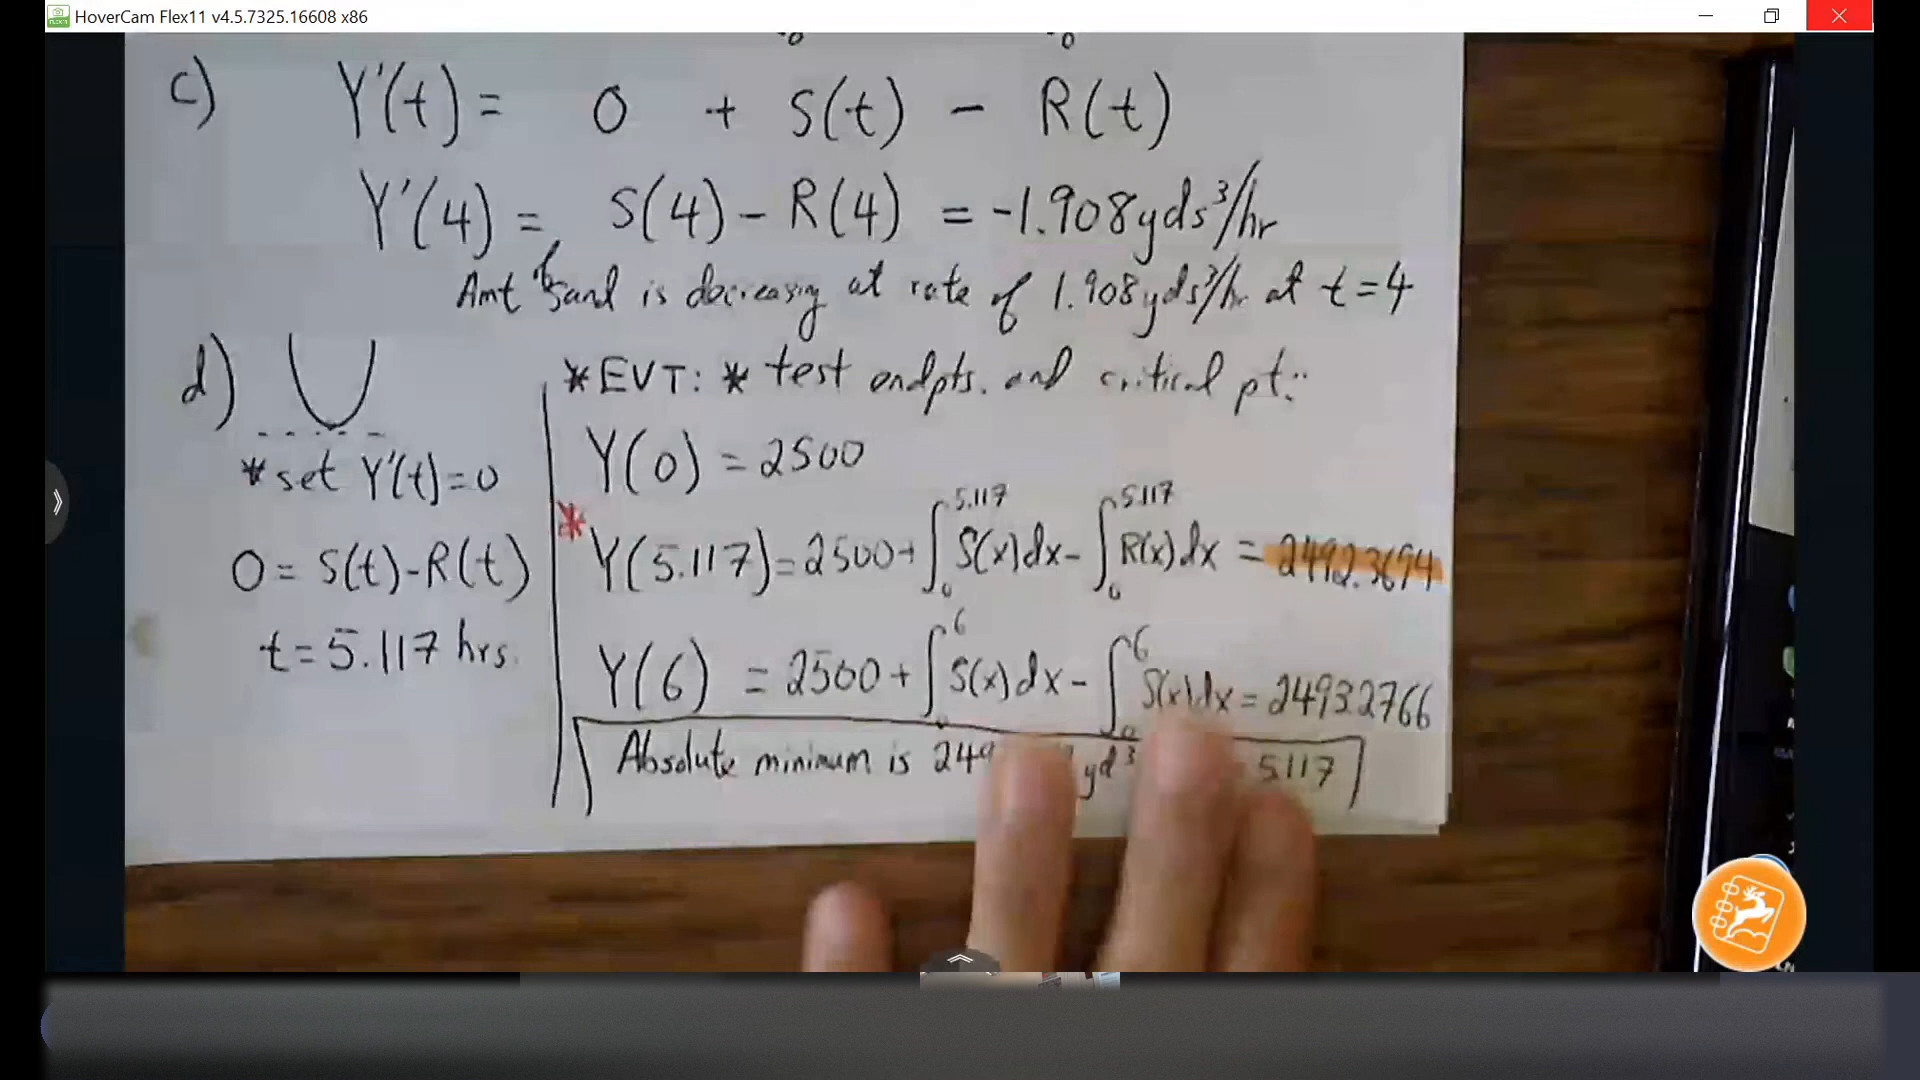 HoverCam Flex11 v4.5.7325.16608 x86
c) Y'(t) = 0 + S(t) - R(t)
Y'(4) = S(4) - R(4) = -1.908 yds³/hr
Amt of sand is decreasing at rate of 1.908 yds³/hr at t=4
d)
*set Y'(t)=0
0 = S(t)-R(t)
t=5.117 hrs.
*EVT: * test endpts. and critical pt.:
Y(0) = 2500
* Y(5.117) = 2500 + ∫₀^5.117 S(x)dx - ∫₀^5.117 R(x)dx = 2492.3694
Y(6) = 2500 + ∫₀^6 S(x)dx - ∫₀^6 S(x)dx = 2493.2766
Absolute minimum is yd³ 5.117